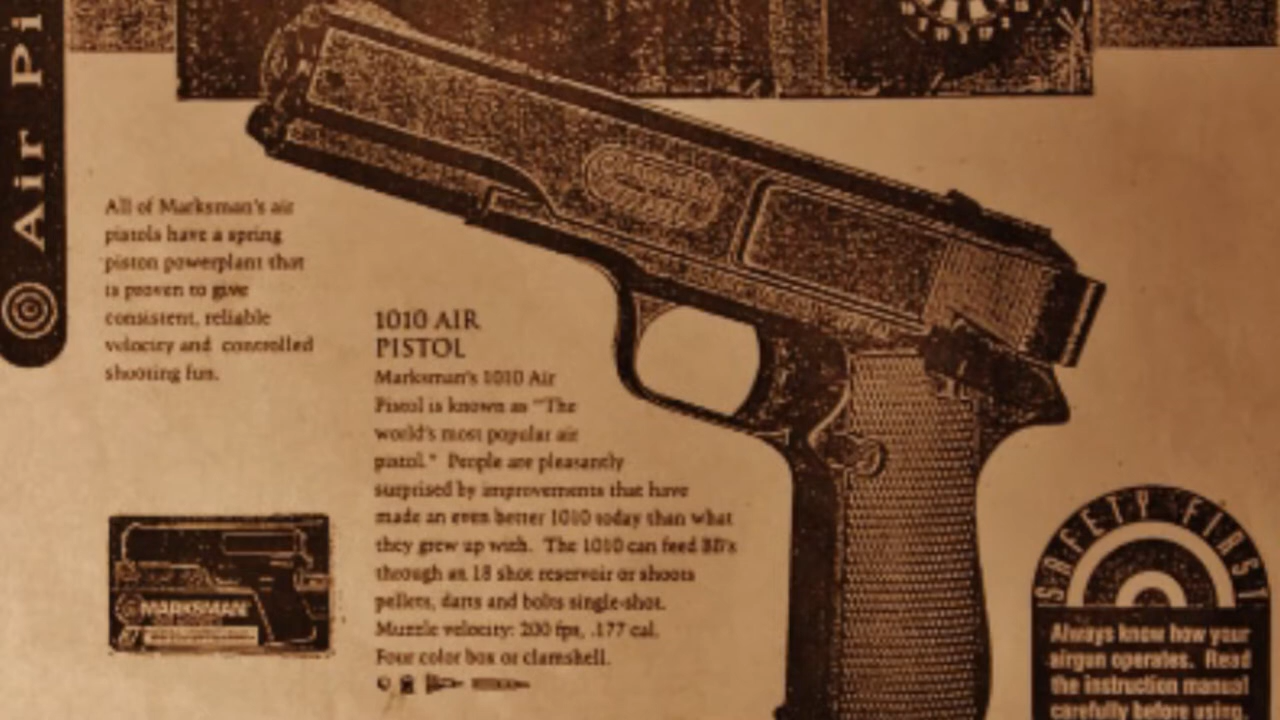 Air Pi
All of Marksman's air
pistols have a spring
piston powerplant that
is proven to give
consistent, reliable
velocity and controlled
shooting fun.
1010 AIR
PISTOL
Marksman's 1010 Air
Pistol is known as "The
world's most popular air
pistol." People are pleasantly
surprised by improvements that have
made an even better 1010 today than what
they grew up with. The 1010 can feed BB's
through an 18 shot reservoir or shoots
pellets, darts and bolts single-shot.
Muzzle velocity: 200 fps, .177 cal.
Four color box or clamshell.
MARKSMAN
SAFETY FIRST
Always know how your
airgun operates. Read
the instruction manual
carefully before using.